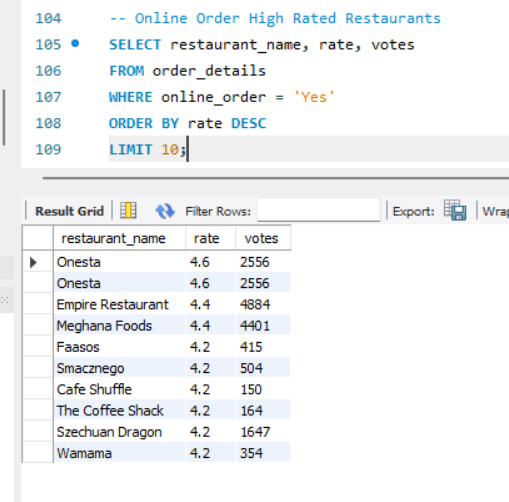 104 -- Online Order High Rated Restaurants
105 SELECT restaurant_name, rate, votes
106 FROM order_details
107 WHERE online_order = 'Yes'
108 ORDER BY rate DESC
109 LIMIT 10;
Result Grid Filter Rows: Export: Wrap
restaurant_name rate votes
Onesta 4.6 2556
Onesta 4.6 2556
Empire Restaurant 4.4 4884
Meghana Foods 4.4 4401
Faasos 4.2 415
Smacznego 4.2 504
Cafe Shuffle 4.2 150
The Coffee Shack 4.2 164
Szechuan Dragon 4.2 1647
Wamama 4.2 354